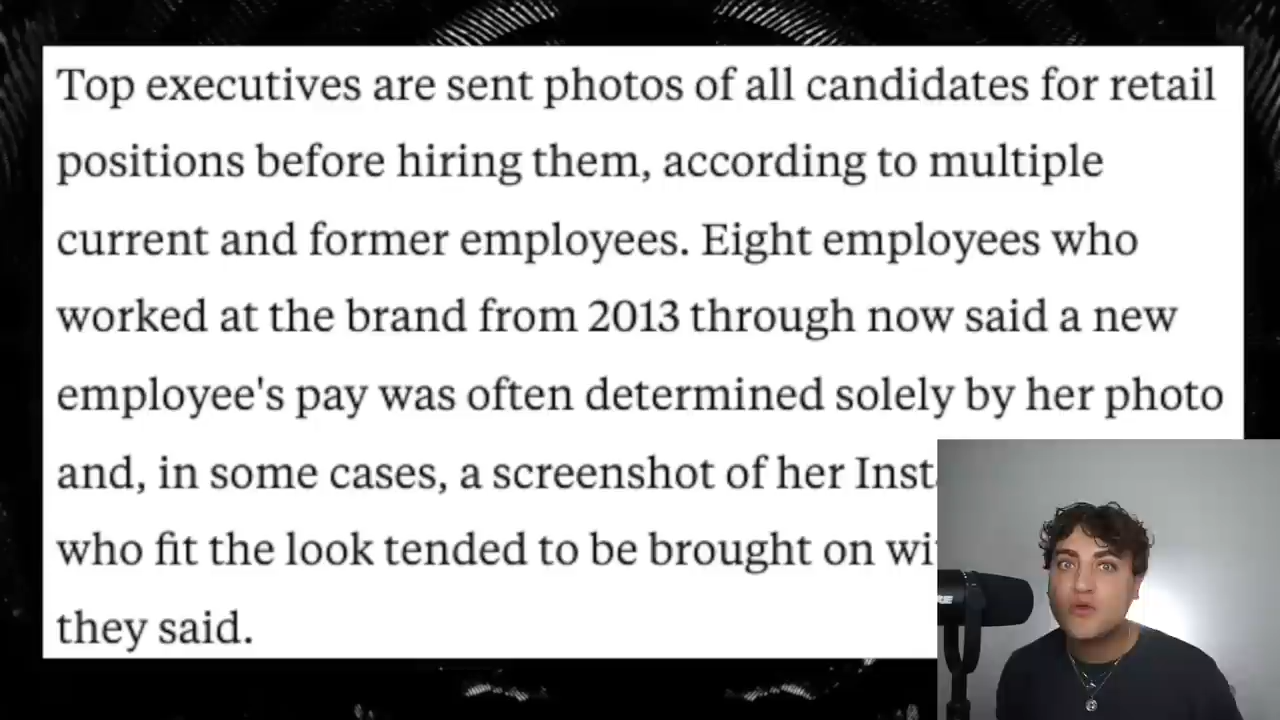 Top executives are sent photos of all candidates for retail
positions before hiring them, according to multiple
current and former employees. Eight employees who
worked at the brand from 2013 through now said a new
employee's pay was often determined solely by her photo
and, in some cases, a screenshot of her
who fit the look tended to be brought on
they said.